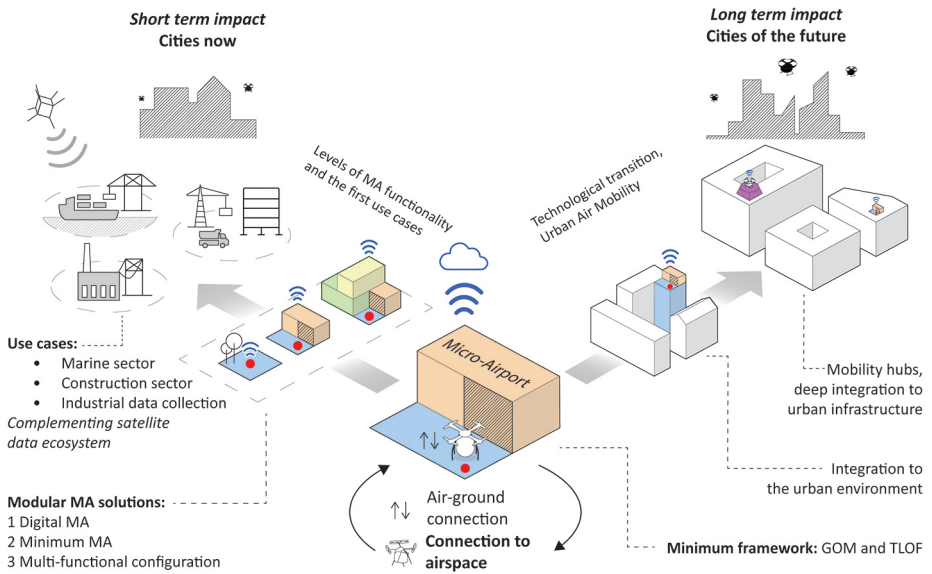 Short term impact
Cities now
Long term impact
Cities of the future
Levels of MA functionality
and the first use cases
Technological transition,
Urban Air Mobility
Use cases:
• Marine sector
• Construction sector
• Industrial data collection
Complementing satellite
data ecosystem
Micro-Airport
Mobility hubs,
deep integration to
urban infrastructure
Integration to
the urban environment
Modular MA solutions:
1 Digital MA
2 Minimum MA
3 Multi-functional configuration
Air-ground
connection
Connection to
airspace
Minimum framework: GOM and TLOF